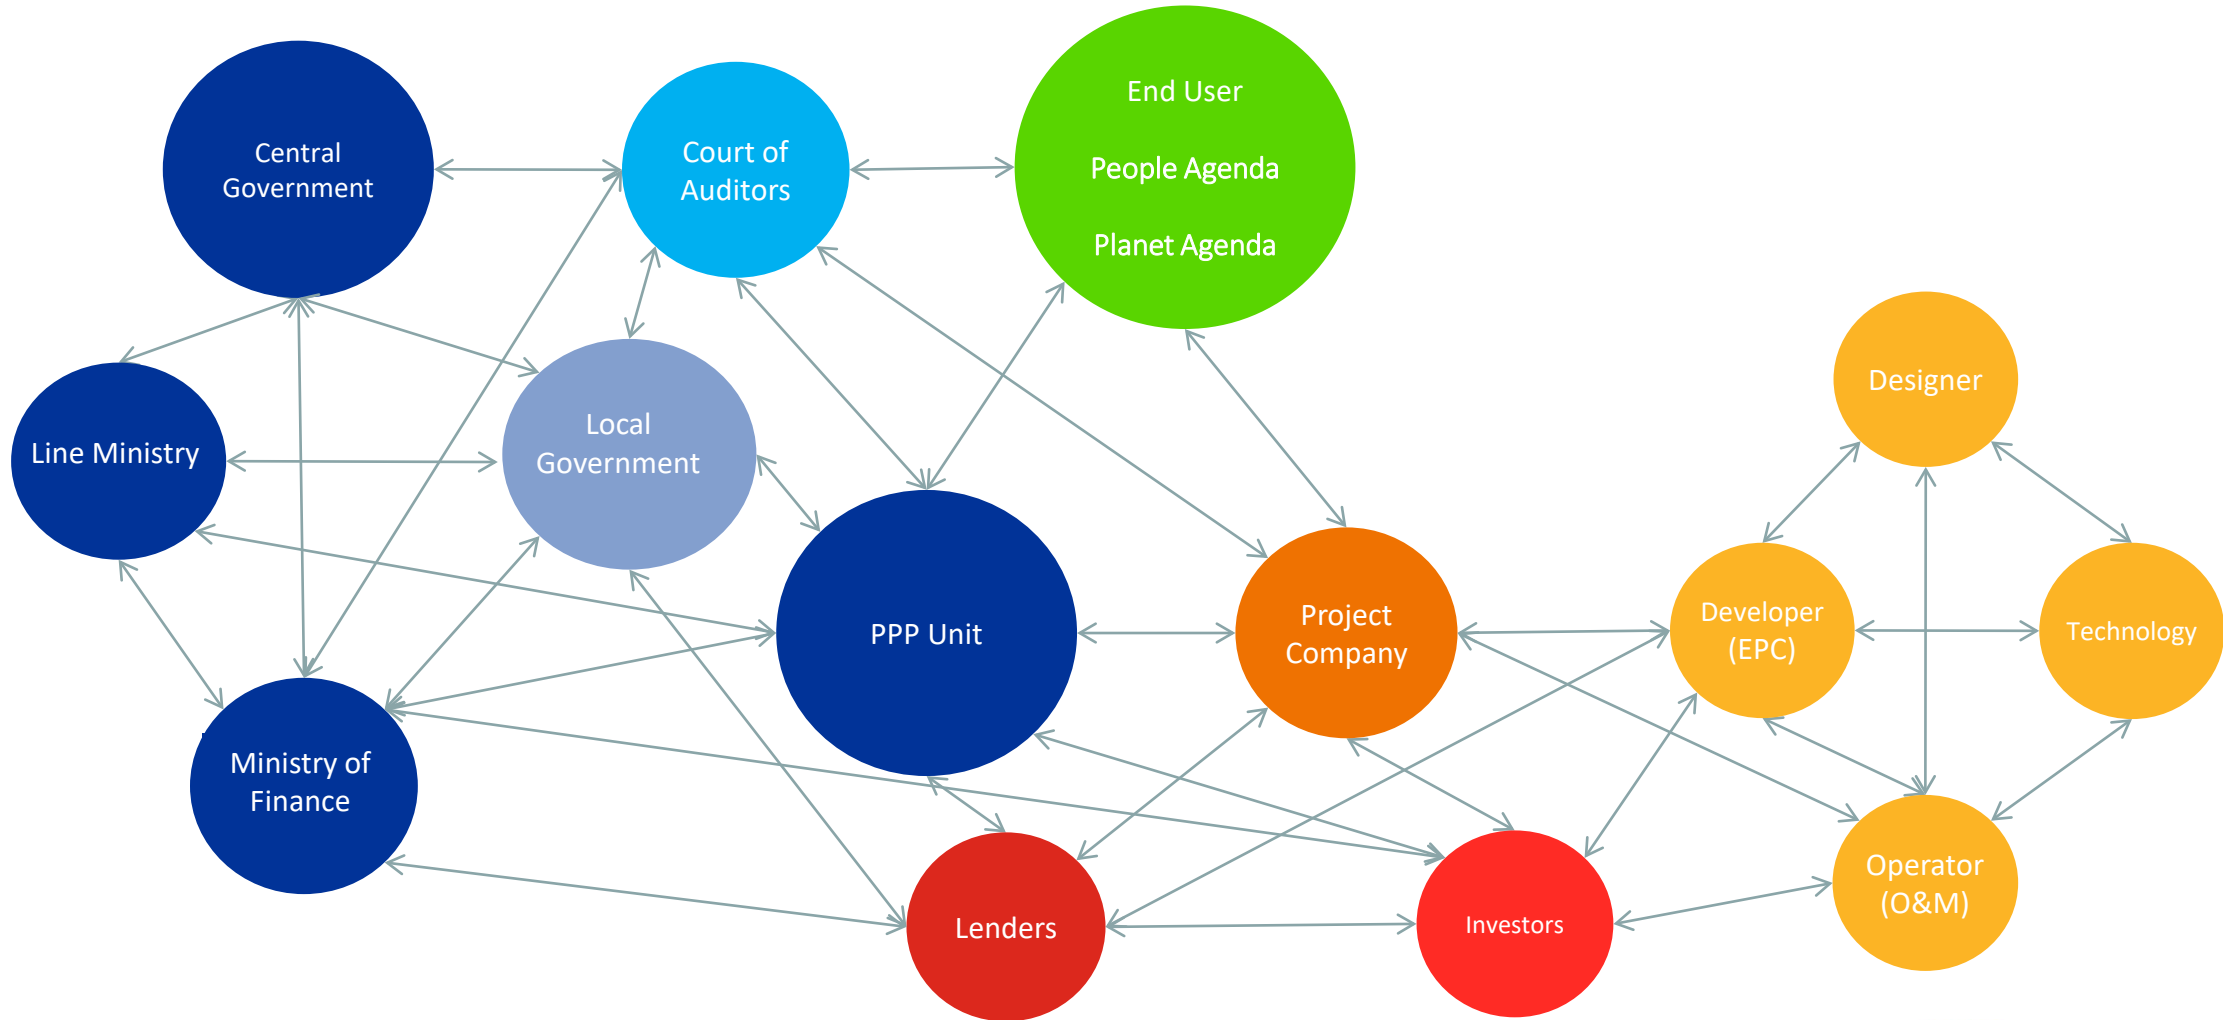 Central
Government
Court of
Auditors
End User
People Agenda
Planet Agenda
Line Ministry
Local
Government
Designer
PPP Unit
Project
Company
Developer
(EPC)
Technology
Ministry of
Finance
Lenders
Investors
Operator
(O&M)